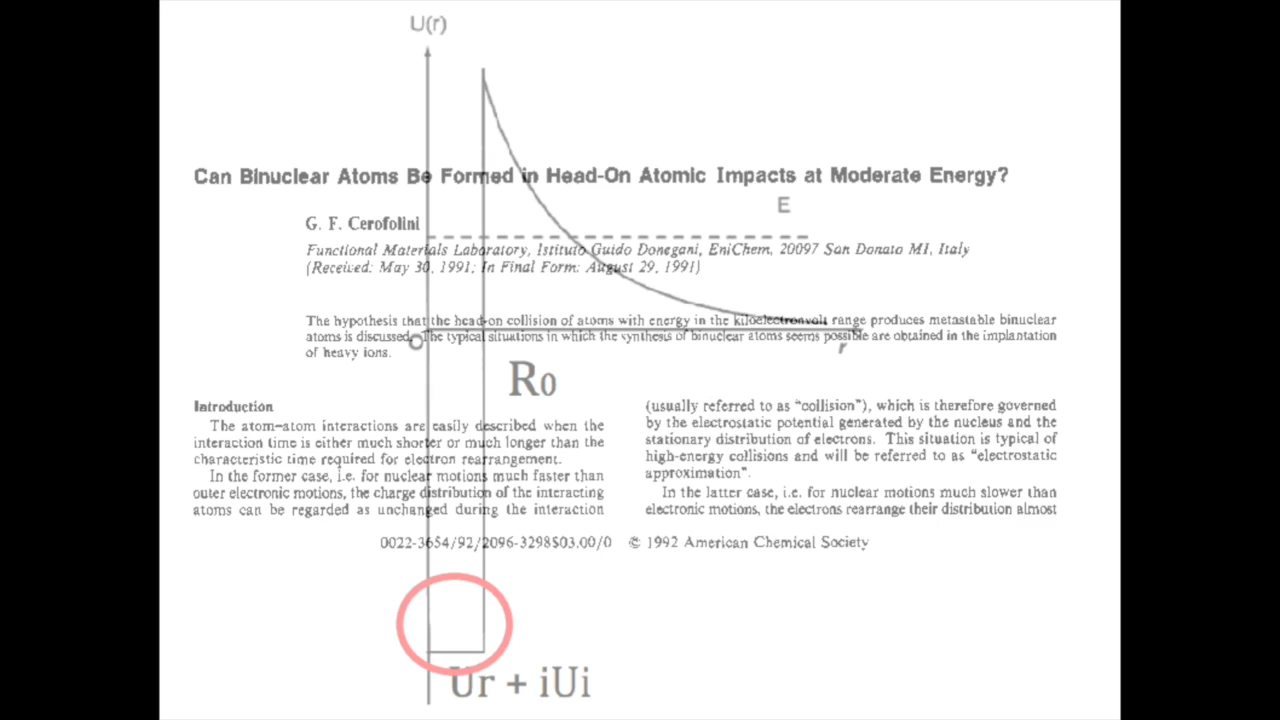 U(r)
Can Binuclear Atoms Be Formed in Head-On Atomic Impacts at Moderate Energy?
E
G. F. Cerofolini
Functional Materials Laboratory, Istituto Guido Donegani, EniChem, 20097 San Donato MI, Italy
(Received: May 30, 1991; In Final Form: August 29, 1991)
The hypothesis that the head-on collision of atoms with energy in the kiloelectronvolt range produces metastable binuclear
atoms is discussed. The typical situations in which the synthesis of binuclear atoms seems possible are obtained in the implantation
of heavy ions.
O
r
R0
Introduction
The atom-atom interactions are easily described when the
interaction time is either much shorter or much longer than the
characteristic time required for electron rearrangement.
In the former case, i.e. for nuclear motions much faster than
outer electronic motions, the charge distribution of the interacting
atoms can be regarded as unchanged during the interaction
(usually referred to as “collision”), which is therefore governed
by the electrostatic potential generated by the nucleus and the
stationary distribution of electrons. This situation is typical of
high-energy collisions and will be referred to as “electrostatic
approximation”.
In the latter case, i.e. for nuclear motions much slower than
electronic motions, the electrons rearrange their distribution almost
0022-3654/92/2096-3298$03.00/0 © 1992 American Chemical Society
Ur + iUi